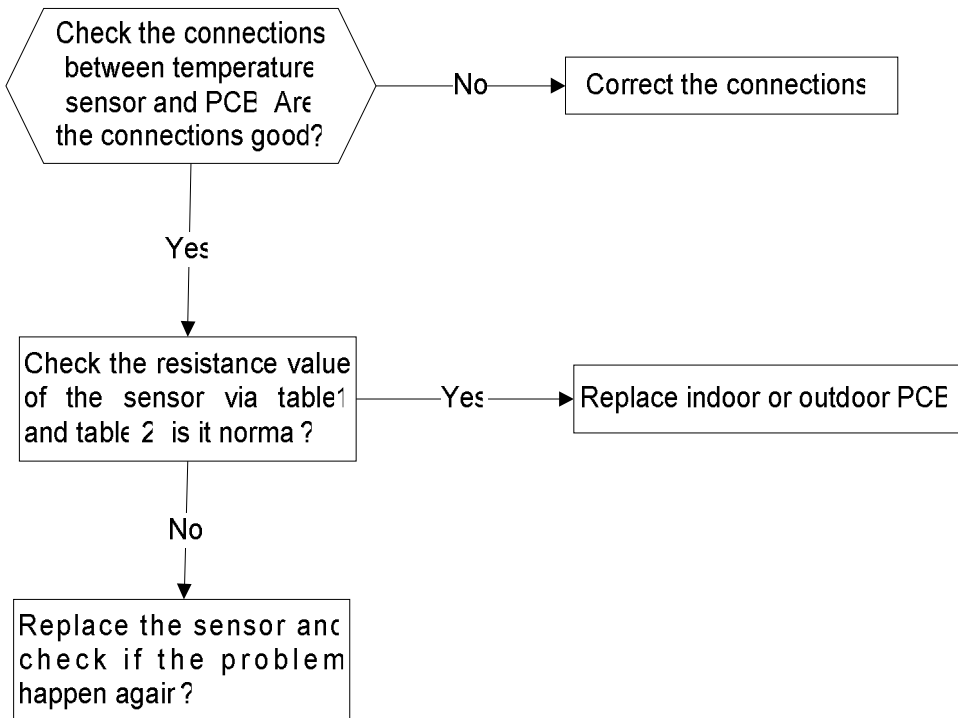 Check the connections
between temperature
sensor and PCB Are
the connections good?
No
Correct the connections
Yes
Check the resistance value
of the sensor via table1
and table 2 is it norma ?
Yes
Replace indoor or outdoor PCB
No
Replace the sensor and
check if the problem
happen again?